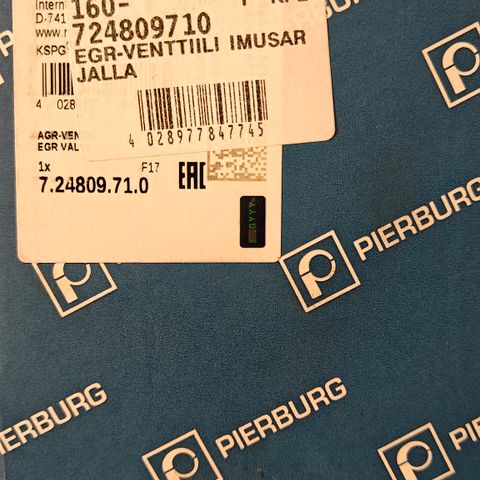 Intern
160-
D-741
724809710
www.r
KSPG
EGR-VENTTIILI IMUSAR
JALLA
4 028
4 028977847745
AGR-VEN
EGR VAL
1x F17
7.24809.71.0
EAC
GYYY
PIERBURG
PIERBURG
PIERBURG
PIERBURG